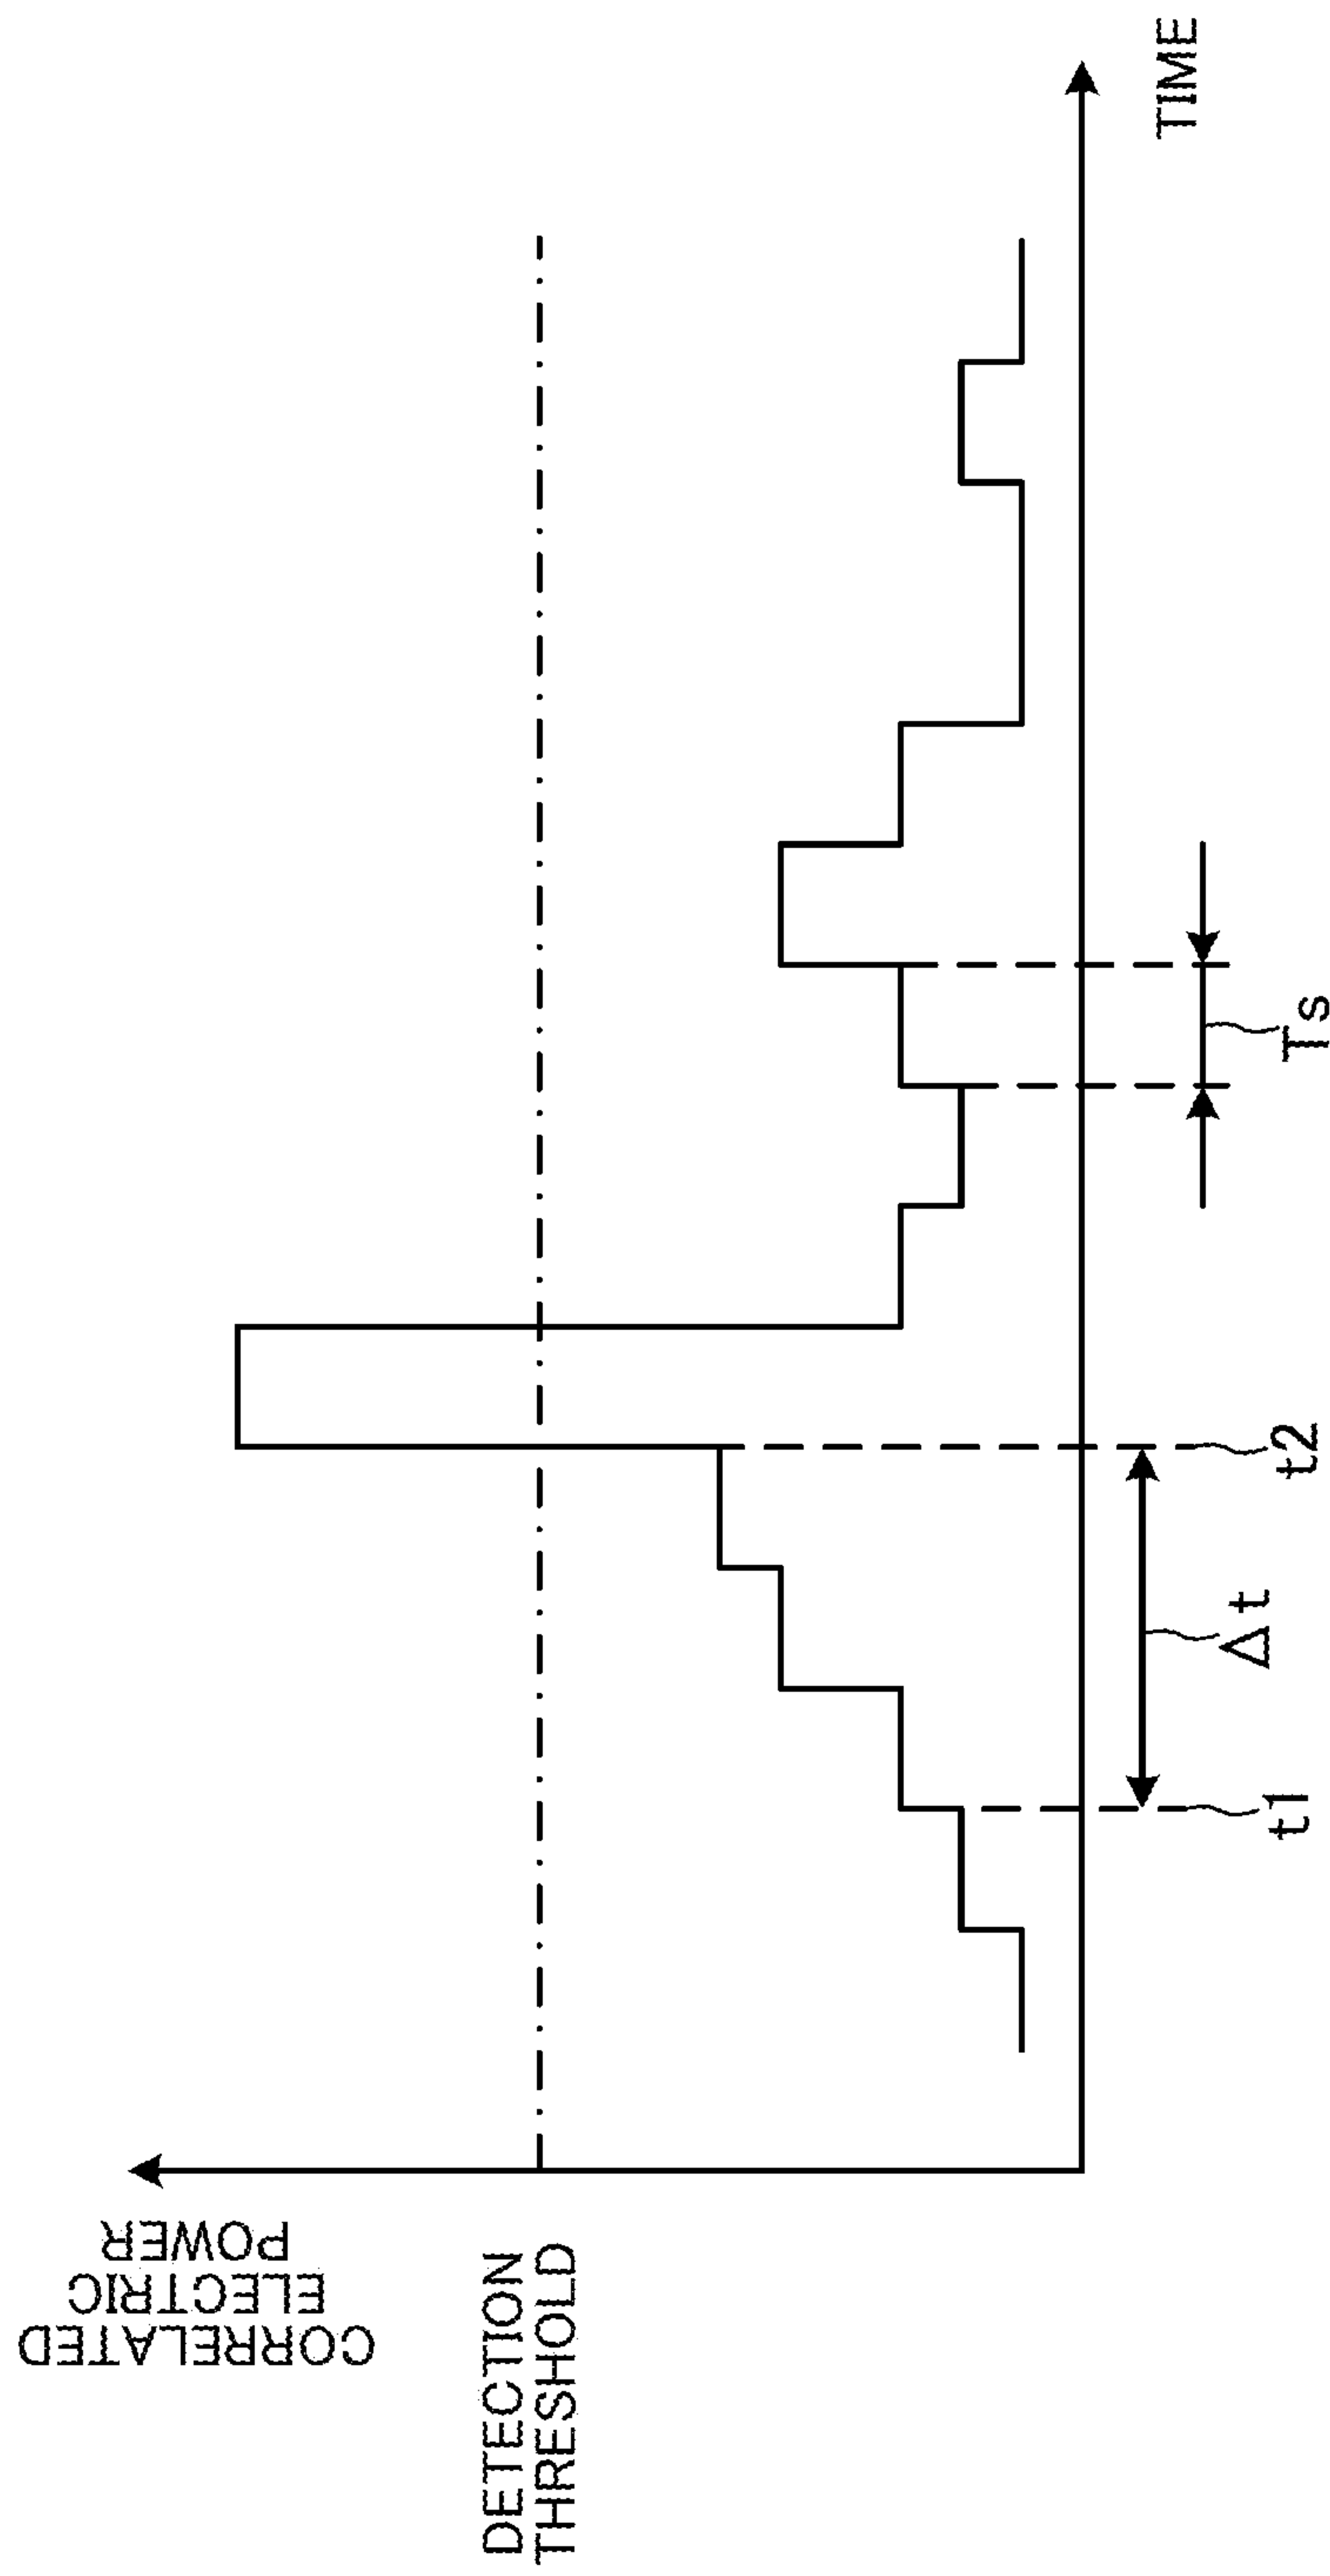 CORRELATED
ELECTRIC
POWER
DETECTION
THRESHOLD
t1
Δt
t2
Ts
TIME